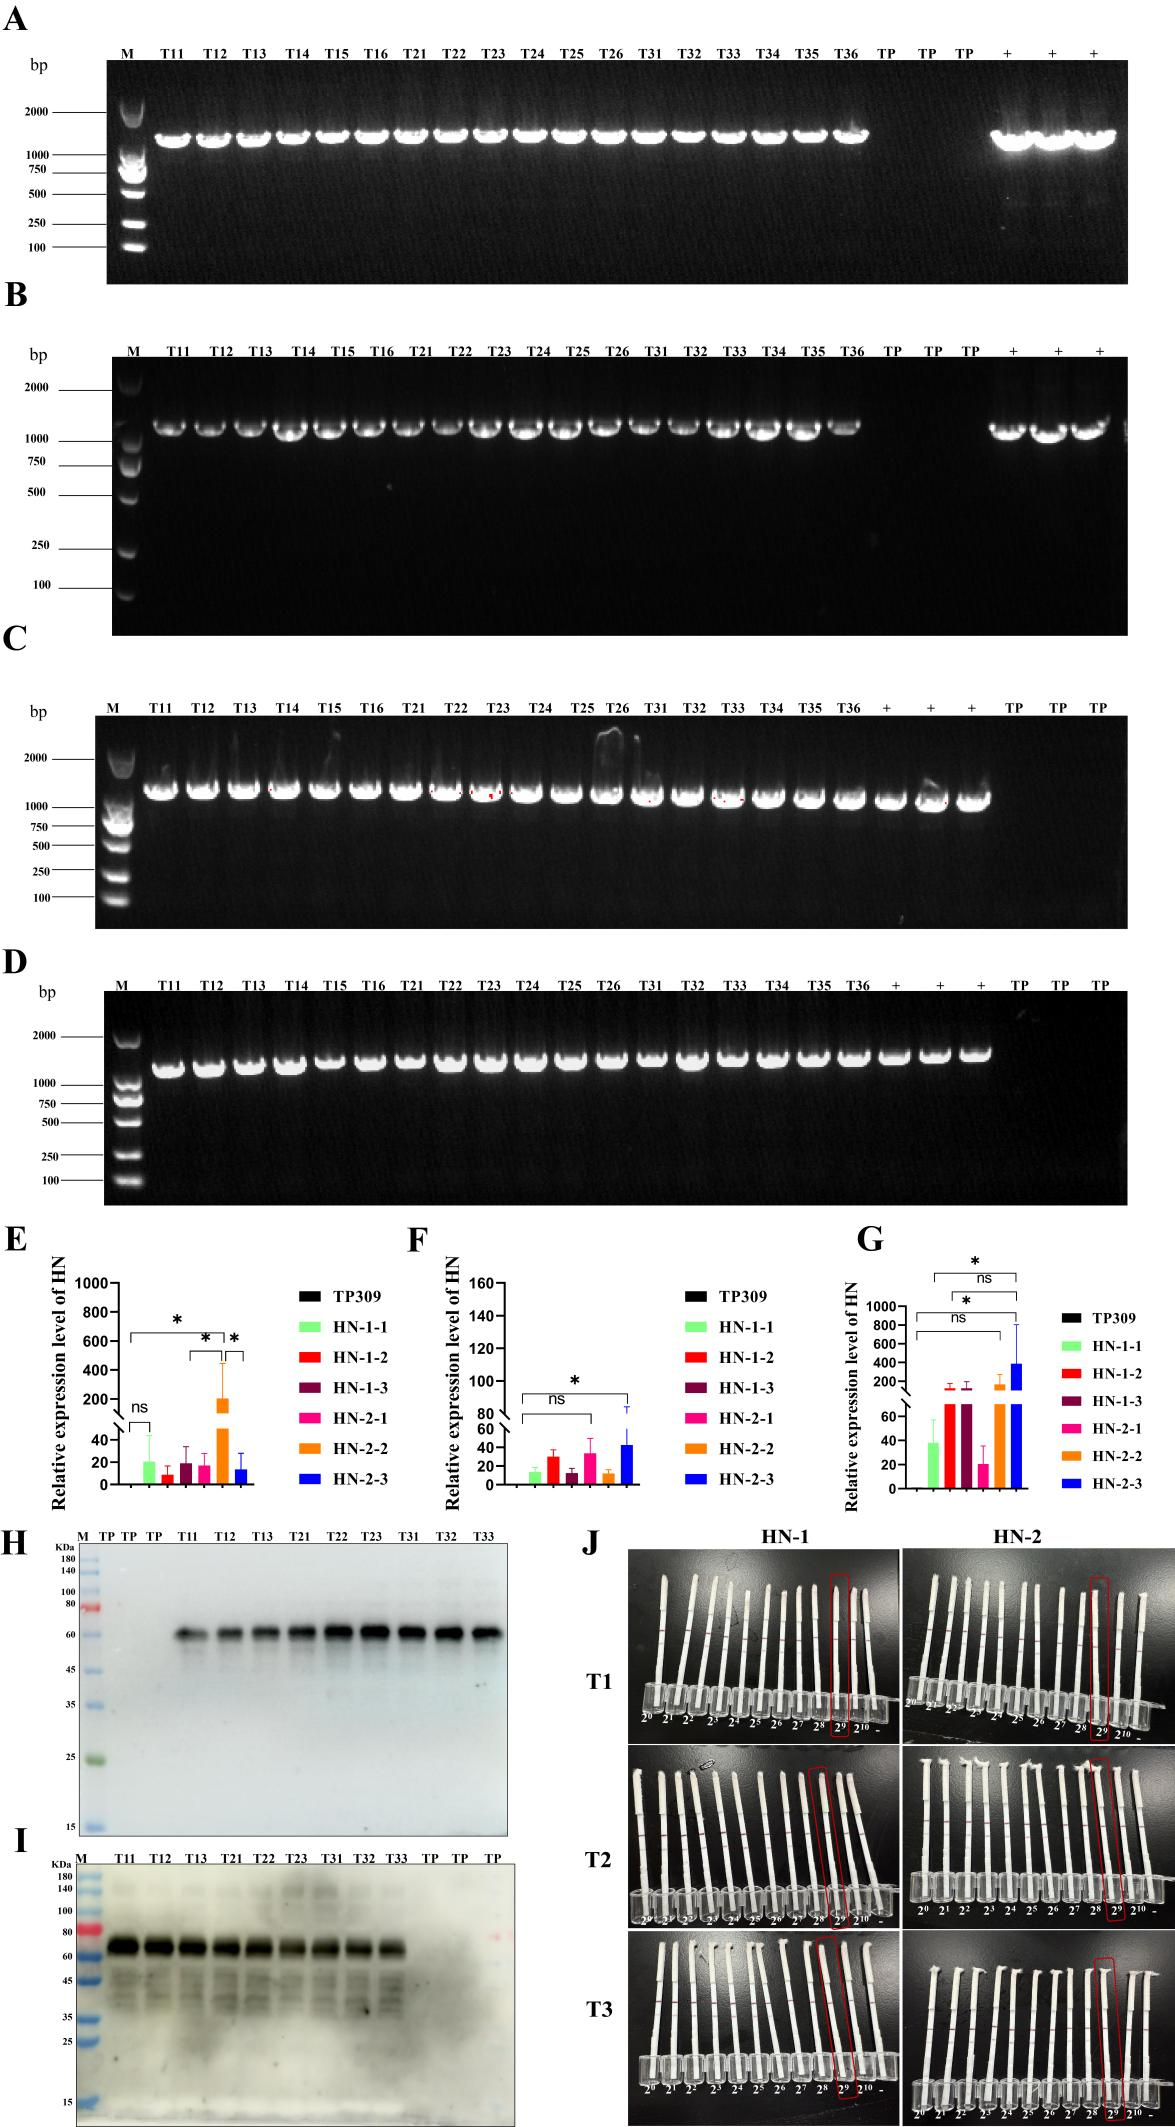 A
bp M T11 T12 T13 T14 T15 T16 T21 T22 T23 T24 T25 T26 T31 T32 T33 T34 T35 T36 TP TP TP + + +
2000
1000
750
500
250
100
B
bp M T11 T12 T13 T14 T15 T16 T21 T22 T23 T24 T25 T26 T31 T32 T33 T34 T35 T36 TP TP TP + + +
2000
1000
750
500
250
100
C
bp M T11 T12 T13 T14 T15 T16 T21 T22 T23 T24 T25 T26 T31 T32 T33 T34 T35 T36 + + + TP TP TP
2000
1000
750
500
250
100
D
bp M T11 T12 T13 T14 T15 T16 T21 T22 T23 T24 T25 T26 T31 T32 T33 T34 T35 T36 + + + TP TP TP
2000
1000
750
500
250
100
E
Relative expression level of HN
1000
800
600
400
200
40
20
0
ns
*
* *
TP309
HN-1-1
HN-1-2
HN-1-3
HN-2-1
HN-2-2
HN-2-3
F
Relative expression level of HN
160
140
120
100
80
60
40
20
0
*
ns
TP309
HN-1-1
HN-1-2
HN-1-3
HN-2-1
HN-2-2
HN-2-3
G
Relative expression level of HN
1000
800
600
400
200
60
40
20
0
*
ns
*
ns
TP309
HN-1-1
HN-1-2
HN-1-3
HN-2-1
HN-2-2
HN-2-3
H
M TP TP TP T11 T12 T13 T21 T22 T23 T31 T32 T33
KDa
180
140
100
80
60
45
35
25
15
I
M T11 T12 T13 T21 T22 T23 T31 T32 T33 TP TP TP
KDa
180
140
100
80
60
45
35
25
15
J
HN-1 HN-2
T1
2⁰ 2¹ 2² 2³ 2⁴ 2⁵ 2⁶ 2⁷ 2⁸ 2⁹ 2¹⁰ -
2⁰ 2¹ 2² 2³ 2⁴ 2⁵ 2⁶ 2⁷ 2⁸ 2⁹ 2¹⁰ -
T2
2⁰ 2¹ 2² 2³ 2⁴ 2⁵ 2⁶ 2⁷ 2⁸ 2⁹ 2¹⁰ -
2⁰ 2¹ 2² 2³ 2⁴ 2⁵ 2⁶ 2⁷ 2⁸ 2⁹ 2¹⁰ -
T3
2⁰ 2¹ 2² 2³ 2⁴ 2⁵ 2⁶ 2⁷ 2⁸ 2⁹ 2¹⁰ -
2⁰ 2¹ 2² 2³ 2⁴ 2⁵ 2⁶ 2⁷ 2⁸ 2⁹ 2¹⁰ -